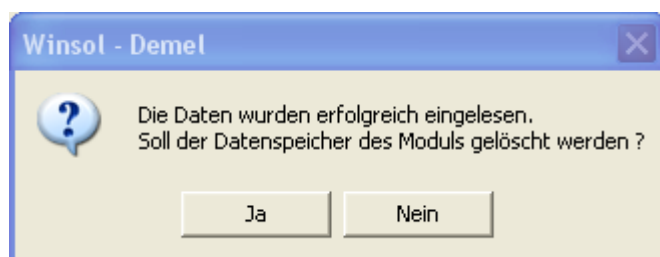 Winsol - Demel
Die Daten wurden erfolgreich eingelesen.
Soll der Datenspeicher des Moduls gelöscht werden ?
Ja Nein